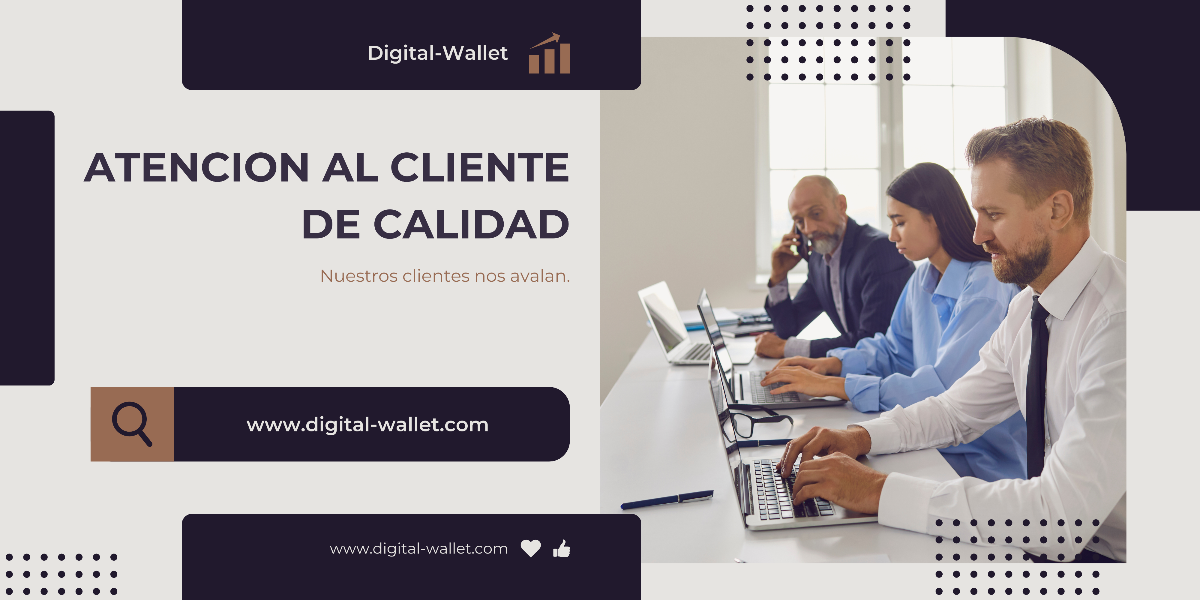 Digital-Wallet
ATENCION AL CLIENTE
DE CALIDAD
Nuestros clientes nos avalan.
www.digital-wallet.com
www.digital-wallet.com